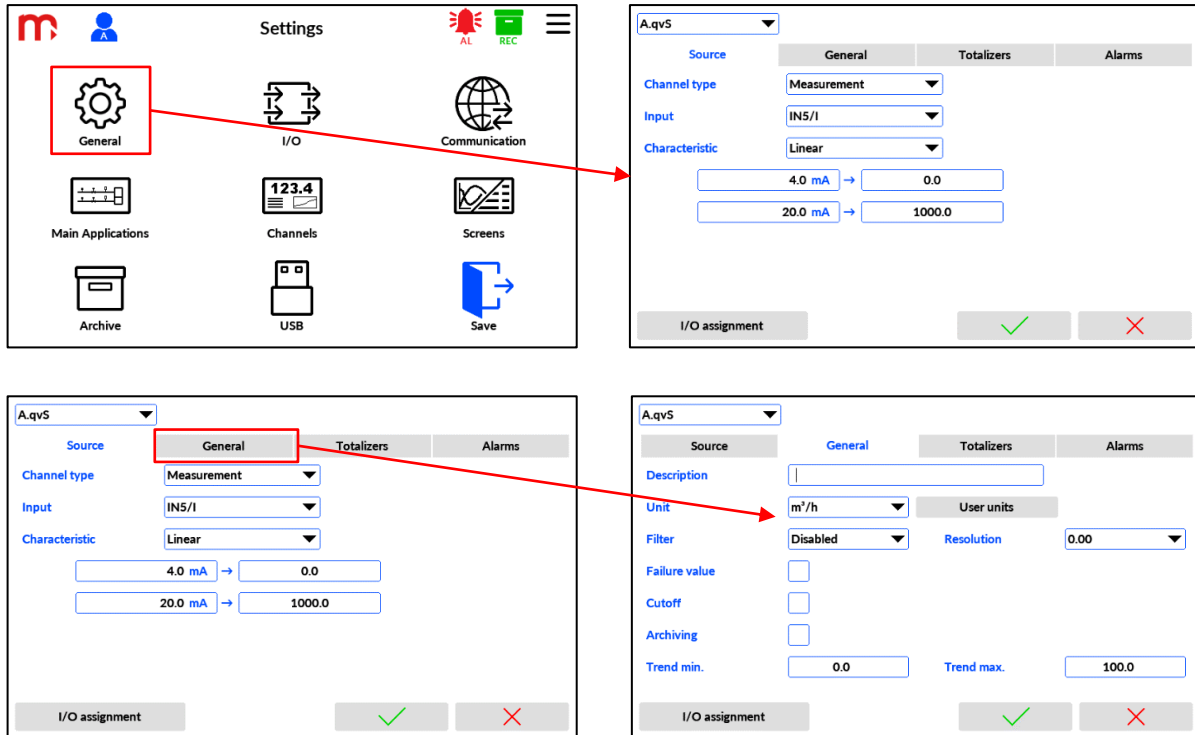 m
A
Settings
AL
REC
General
I/O
Communication
Main Applications
123.4
Channels
Screens
Archive
USB
Save
A.qvS
Source General Totalizers Alarms
Channel type Measurement
Input IN5/I
Characteristic Linear
4.0 mA → 0.0
20.0 mA → 1000.0
I/O assignment
A.qvS
Source General Totalizers Alarms
Channel type Measurement
Input IN5/I
Characteristic Linear
4.0 mA → 0.0
20.0 mA → 1000.0
I/O assignment
A.qvS
Source General Totalizers Alarms
Description
Unit m³/h User units
Filter Disabled Resolution 0.00
Failure value
Cutoff
Archiving
Trend min. 0.0 Trend max. 100.0
I/O assignment